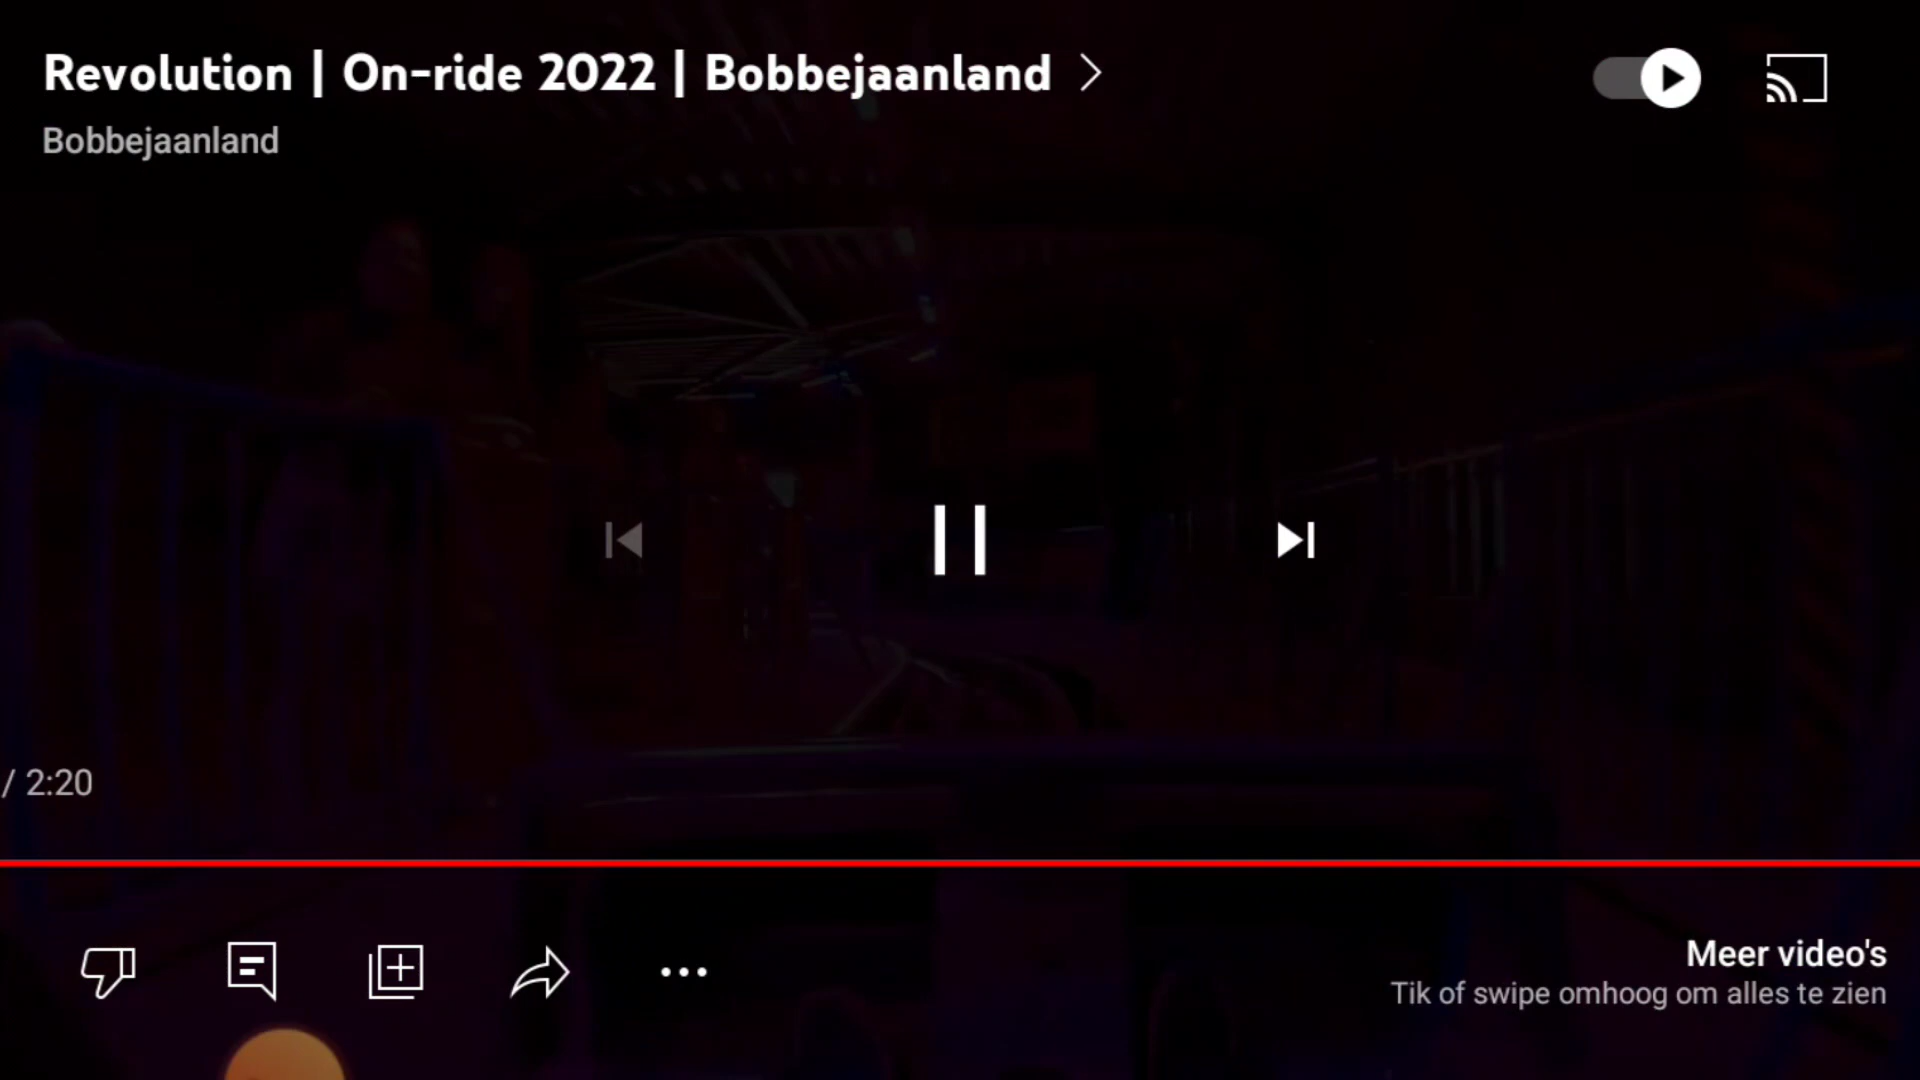 Revolution | On-ride 2022 | Bobbejaanland
Bobbejaanland
/ 2:20
Meer video's
Tik of swipe omhoog om alles te zien